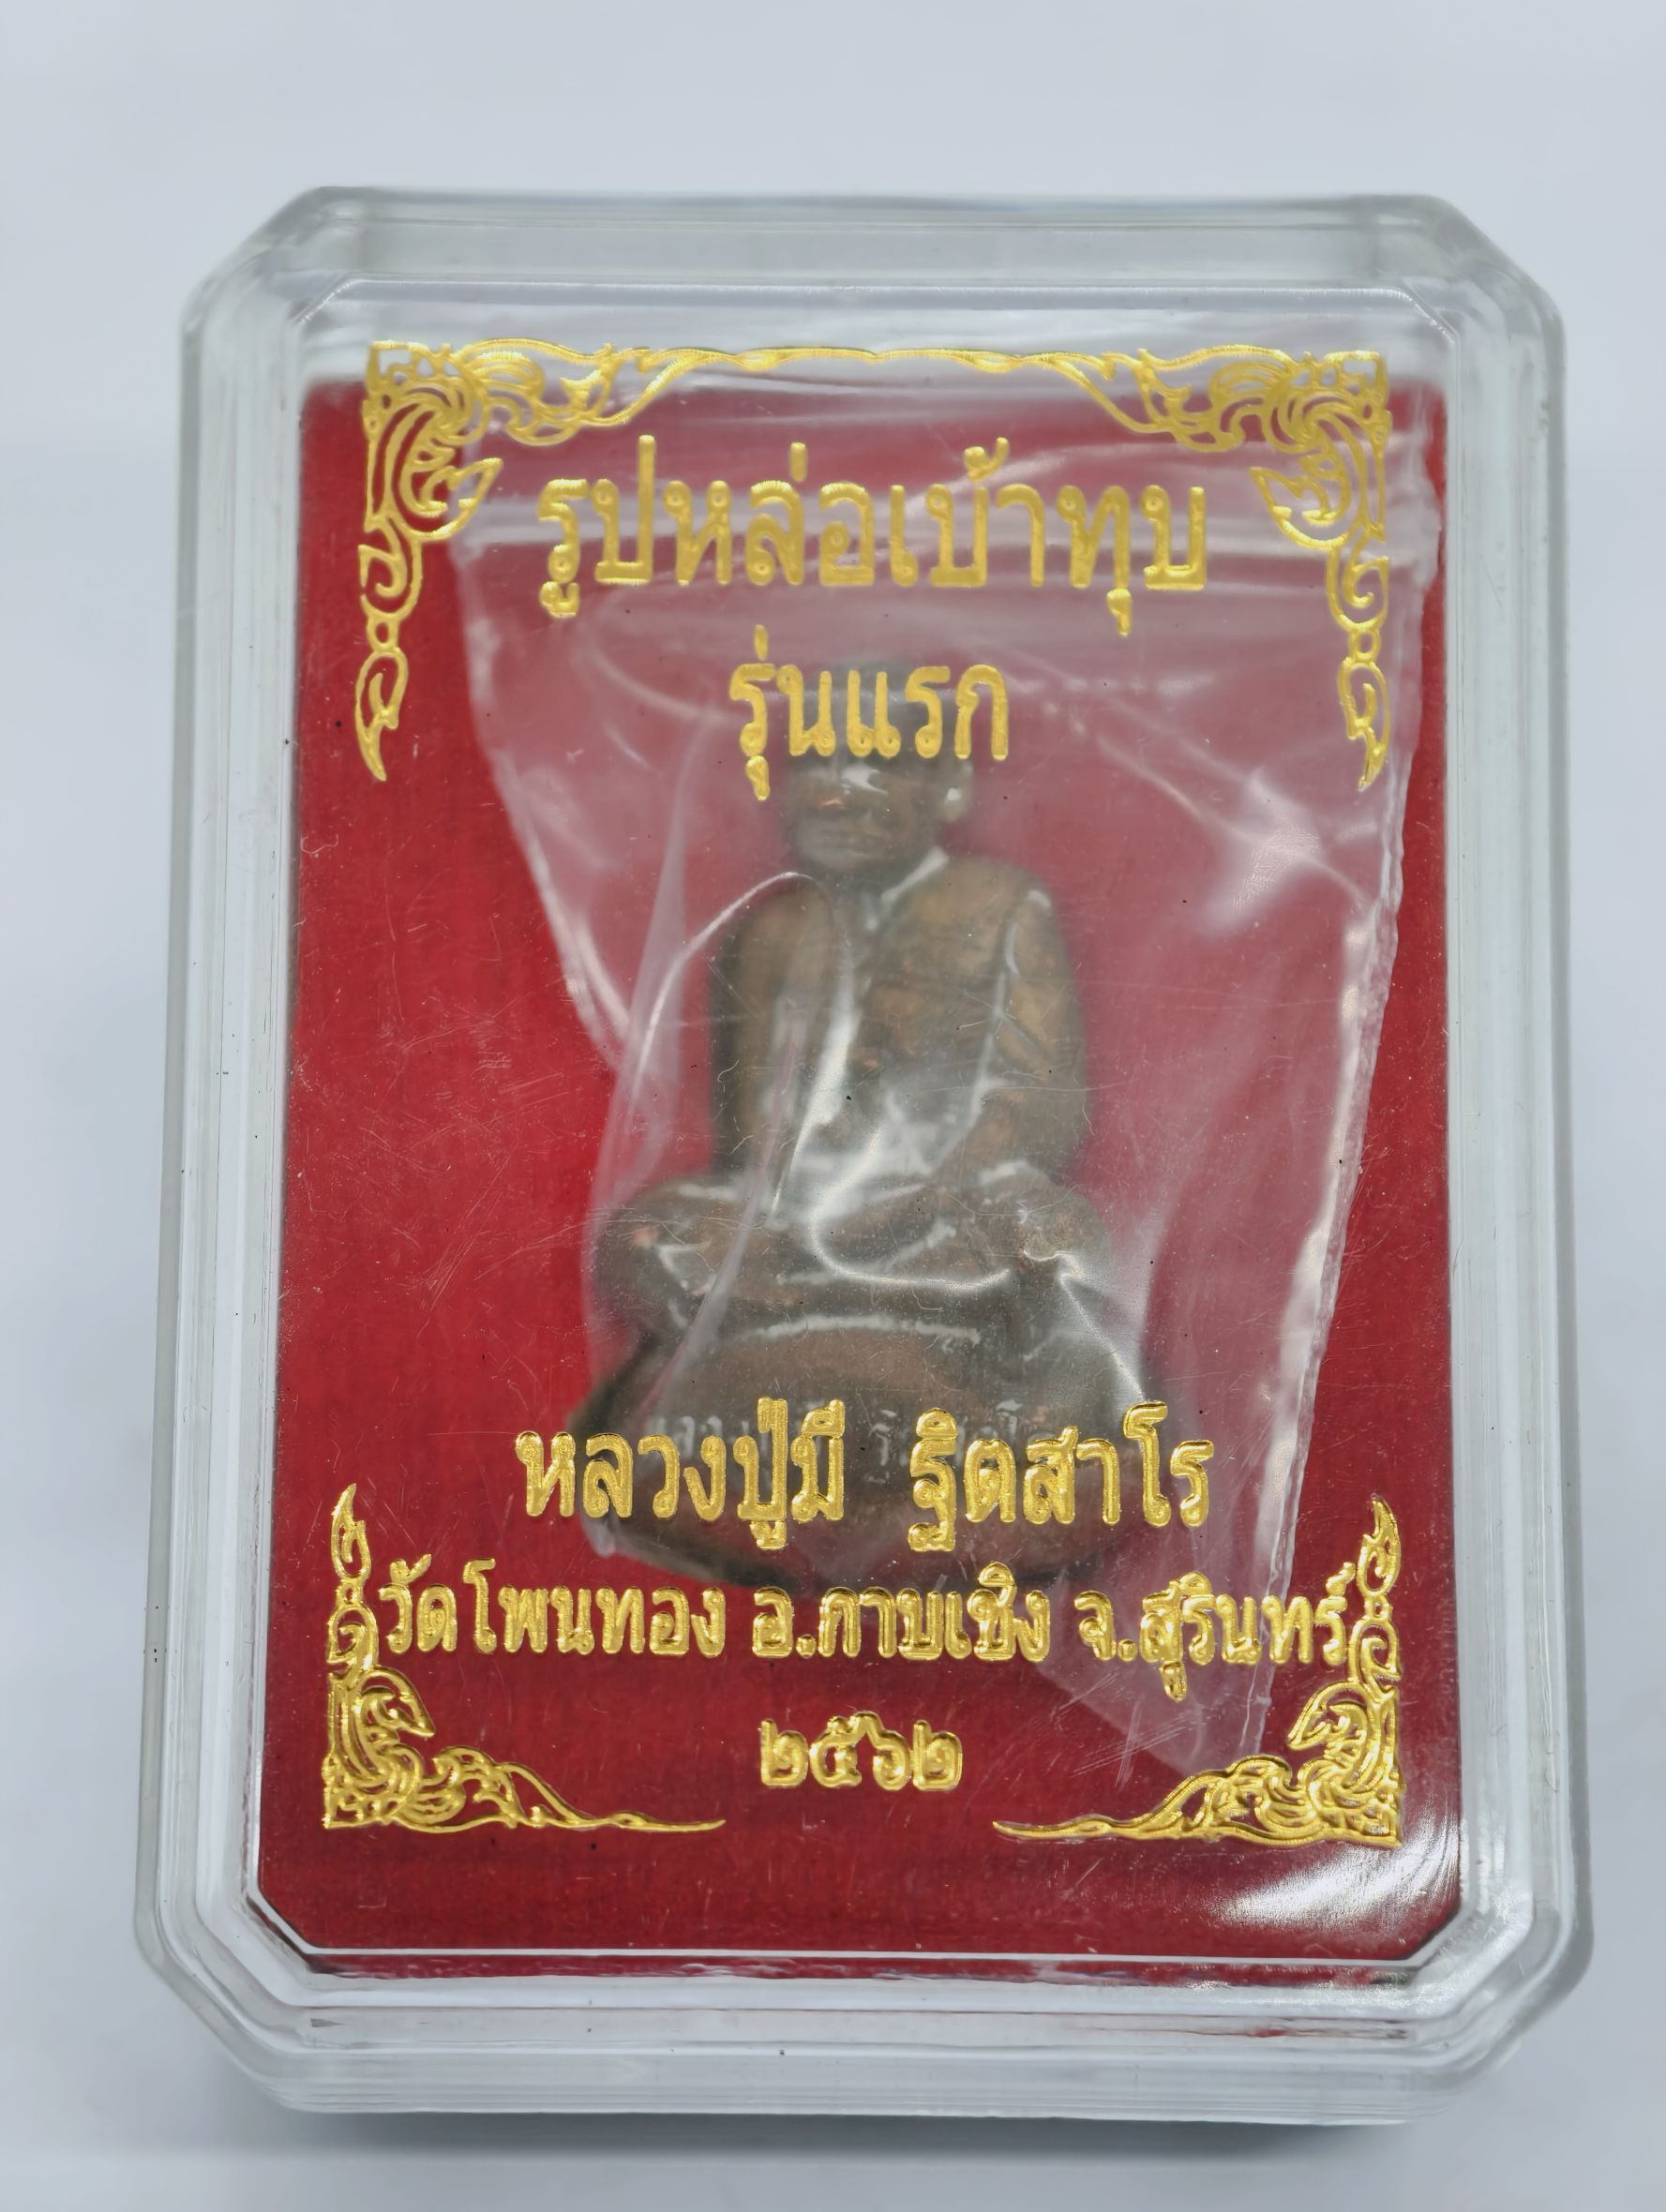 รูปหล่อเบ้าทุบ
รุ่นแรก
หลวงปู่มี ฐิตสาโร
วัดโพนทอง อ.กาบเชิง จ.สุรินทร์
๒๕๖๒